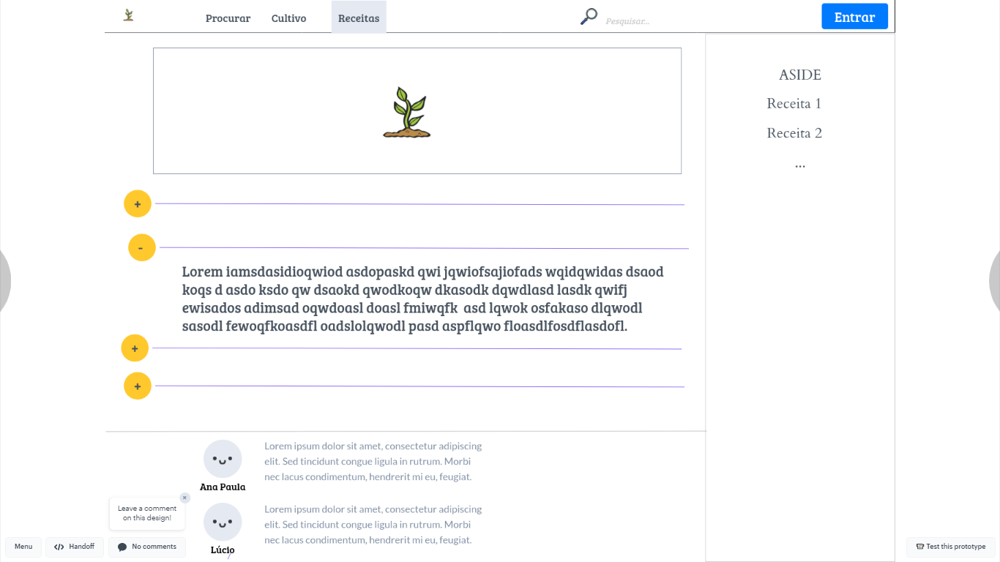 Procurar Cultivo Receitas Pesquisar... Entrar
ASIDE
Receita 1
Receita 2
...
+
-
Lorem iamsdasidioqwiod asdopaskd qwi jqwiofsajiofads wqidqwidas dsaod
koqs d asdo ksdo qw dsaokd qwodkoqw dkasodk dqwdlasd lasdk qwifj
ewisados adimsad oqwdoasl doasl fmiwqfk asd lqwok osfakaso dlqwodl
sasodl fewoqfkoasdfl oadslolqwodl pasd aspflqwo floasdlfosdflasdofl.
+
+
Lorem ipsum dolor sit amet, consectetur adipiscing
elit. Sed tincidunt congue ligula in rutrum. Morbi
nec lacus condimentum, hendrerit mi eu, feugiat.
Ana Paula
Lorem ipsum dolor sit amet, consectetur adipiscing
elit. Sed tincidunt congue ligula in rutrum. Morbi
nec lacus condimentum, hendrerit mi eu, feugiat.
Lúcio
Leave a comment
on this design!
Menu Handoff No comments Test this prototype